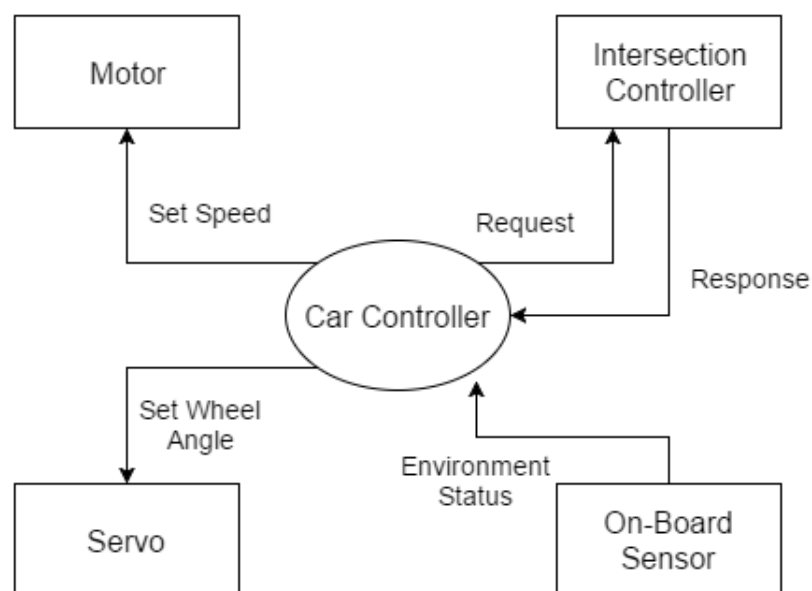 Motor
Intersection
Controller
Set Speed
Request
Response
Car Controller
Set Wheel
Angle
Environment
Status
Servo
On-Board
Sensor